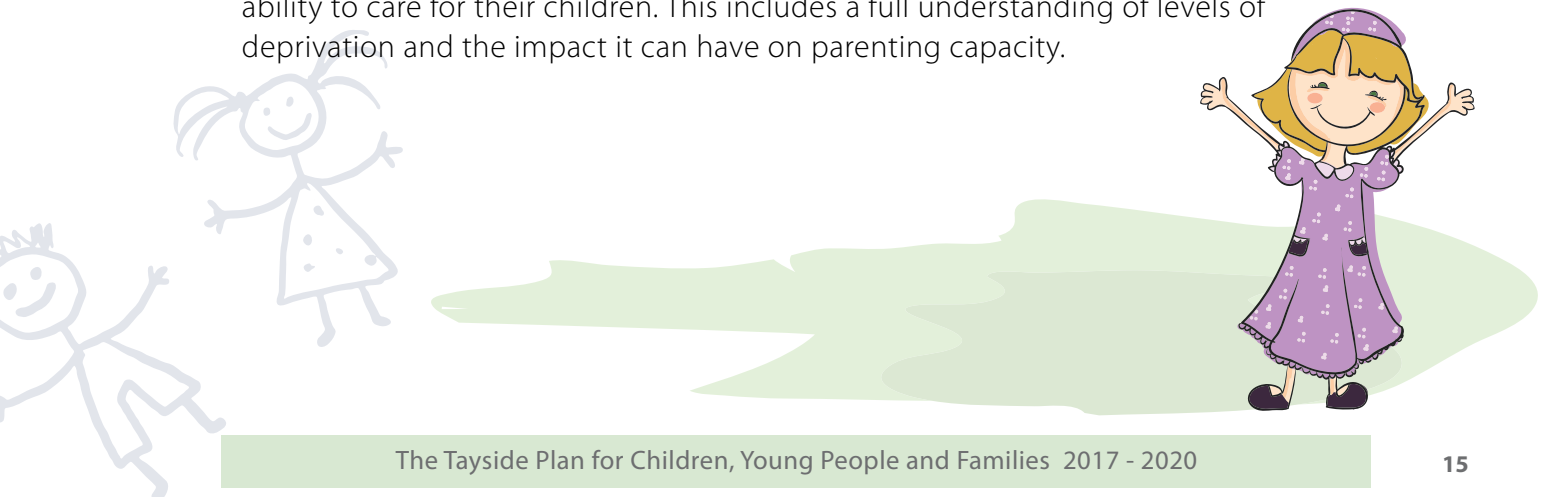 ability to care for their children. This includes a full understanding of levels of
deprivation and the impact it can have on parenting capacity.
The Tayside Plan for Children, Young People and Families 2017 - 2020
15